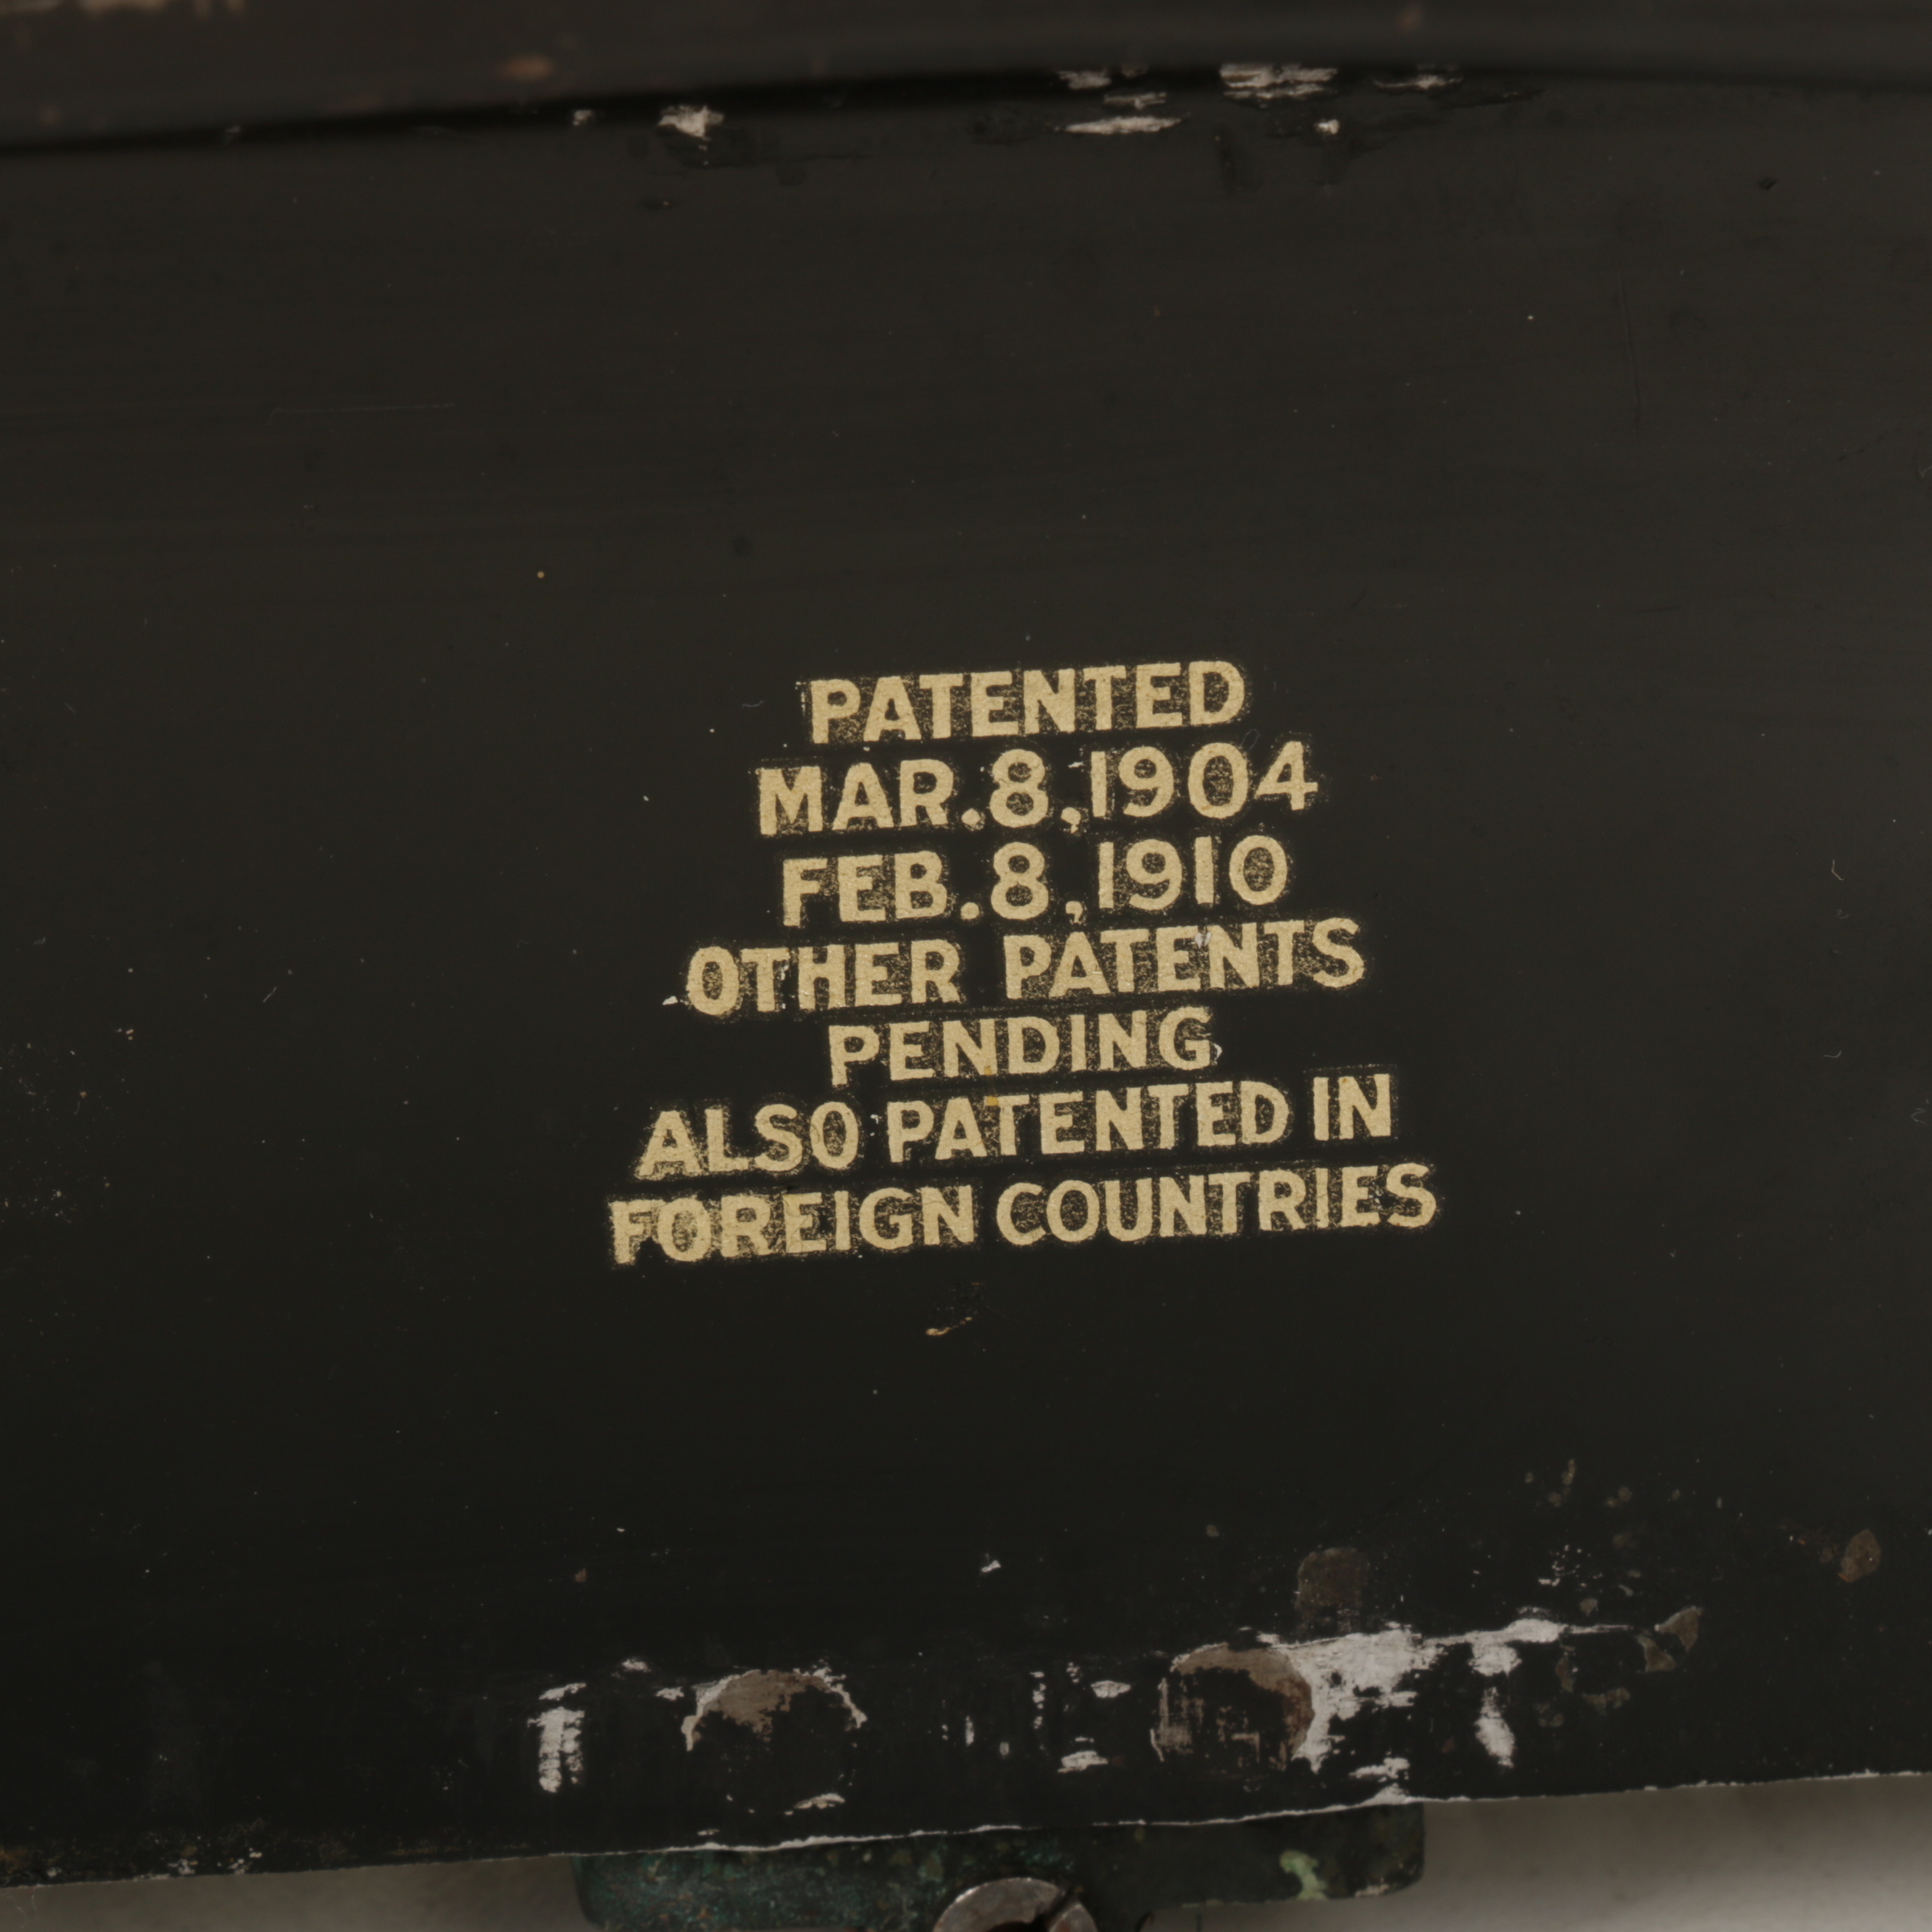 PATENTED
MAR.8,1904
FEB.8,1910
OTHER PATENTS
PENDING
ALSO PATENTED IN
FOREIGN COUNTRIES